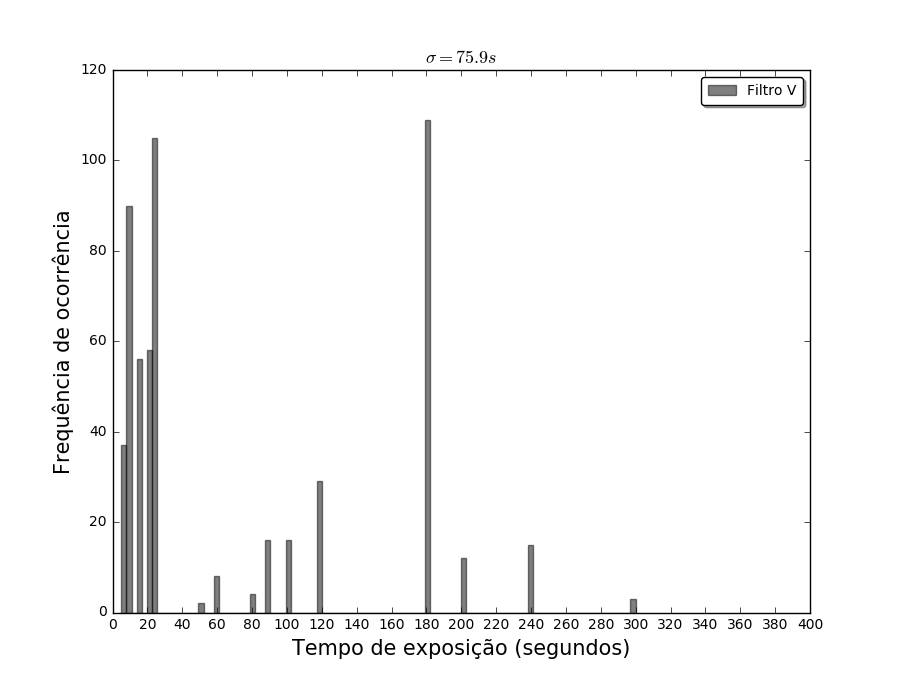 σ = 75.9s
120
Filtro V
100
80
60
40
20
0
Frequência de ocorrência
0 20 40 60 80 100 120 140 160 180 200 220 240 260 280 300 320 340 360 380 400
Tempo de exposição (segundos)